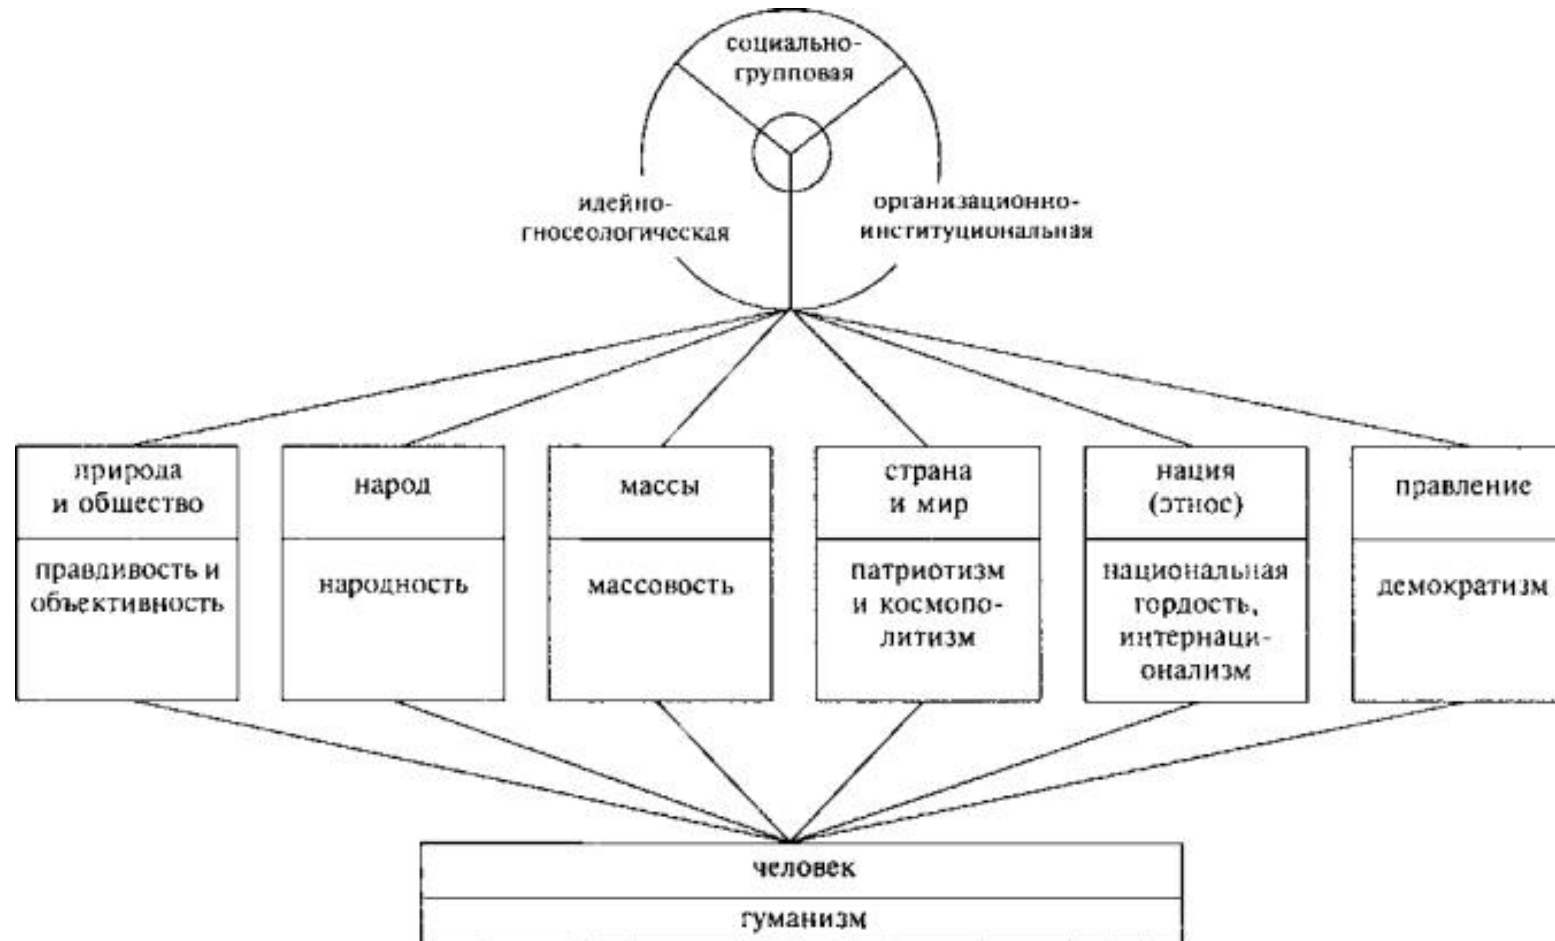 социально-
групповая
идейно-
гносеологическая
организационно-
институциональная
природа
и общество
правдивость и
объективность
народ
народность
массы
массовость
страна
и мир
патриотизм
и космопо-
литизм
нация
(этнос)
национальная
гордость,
интернаци-
онализм
правление
демократизм
человек
гуманизм